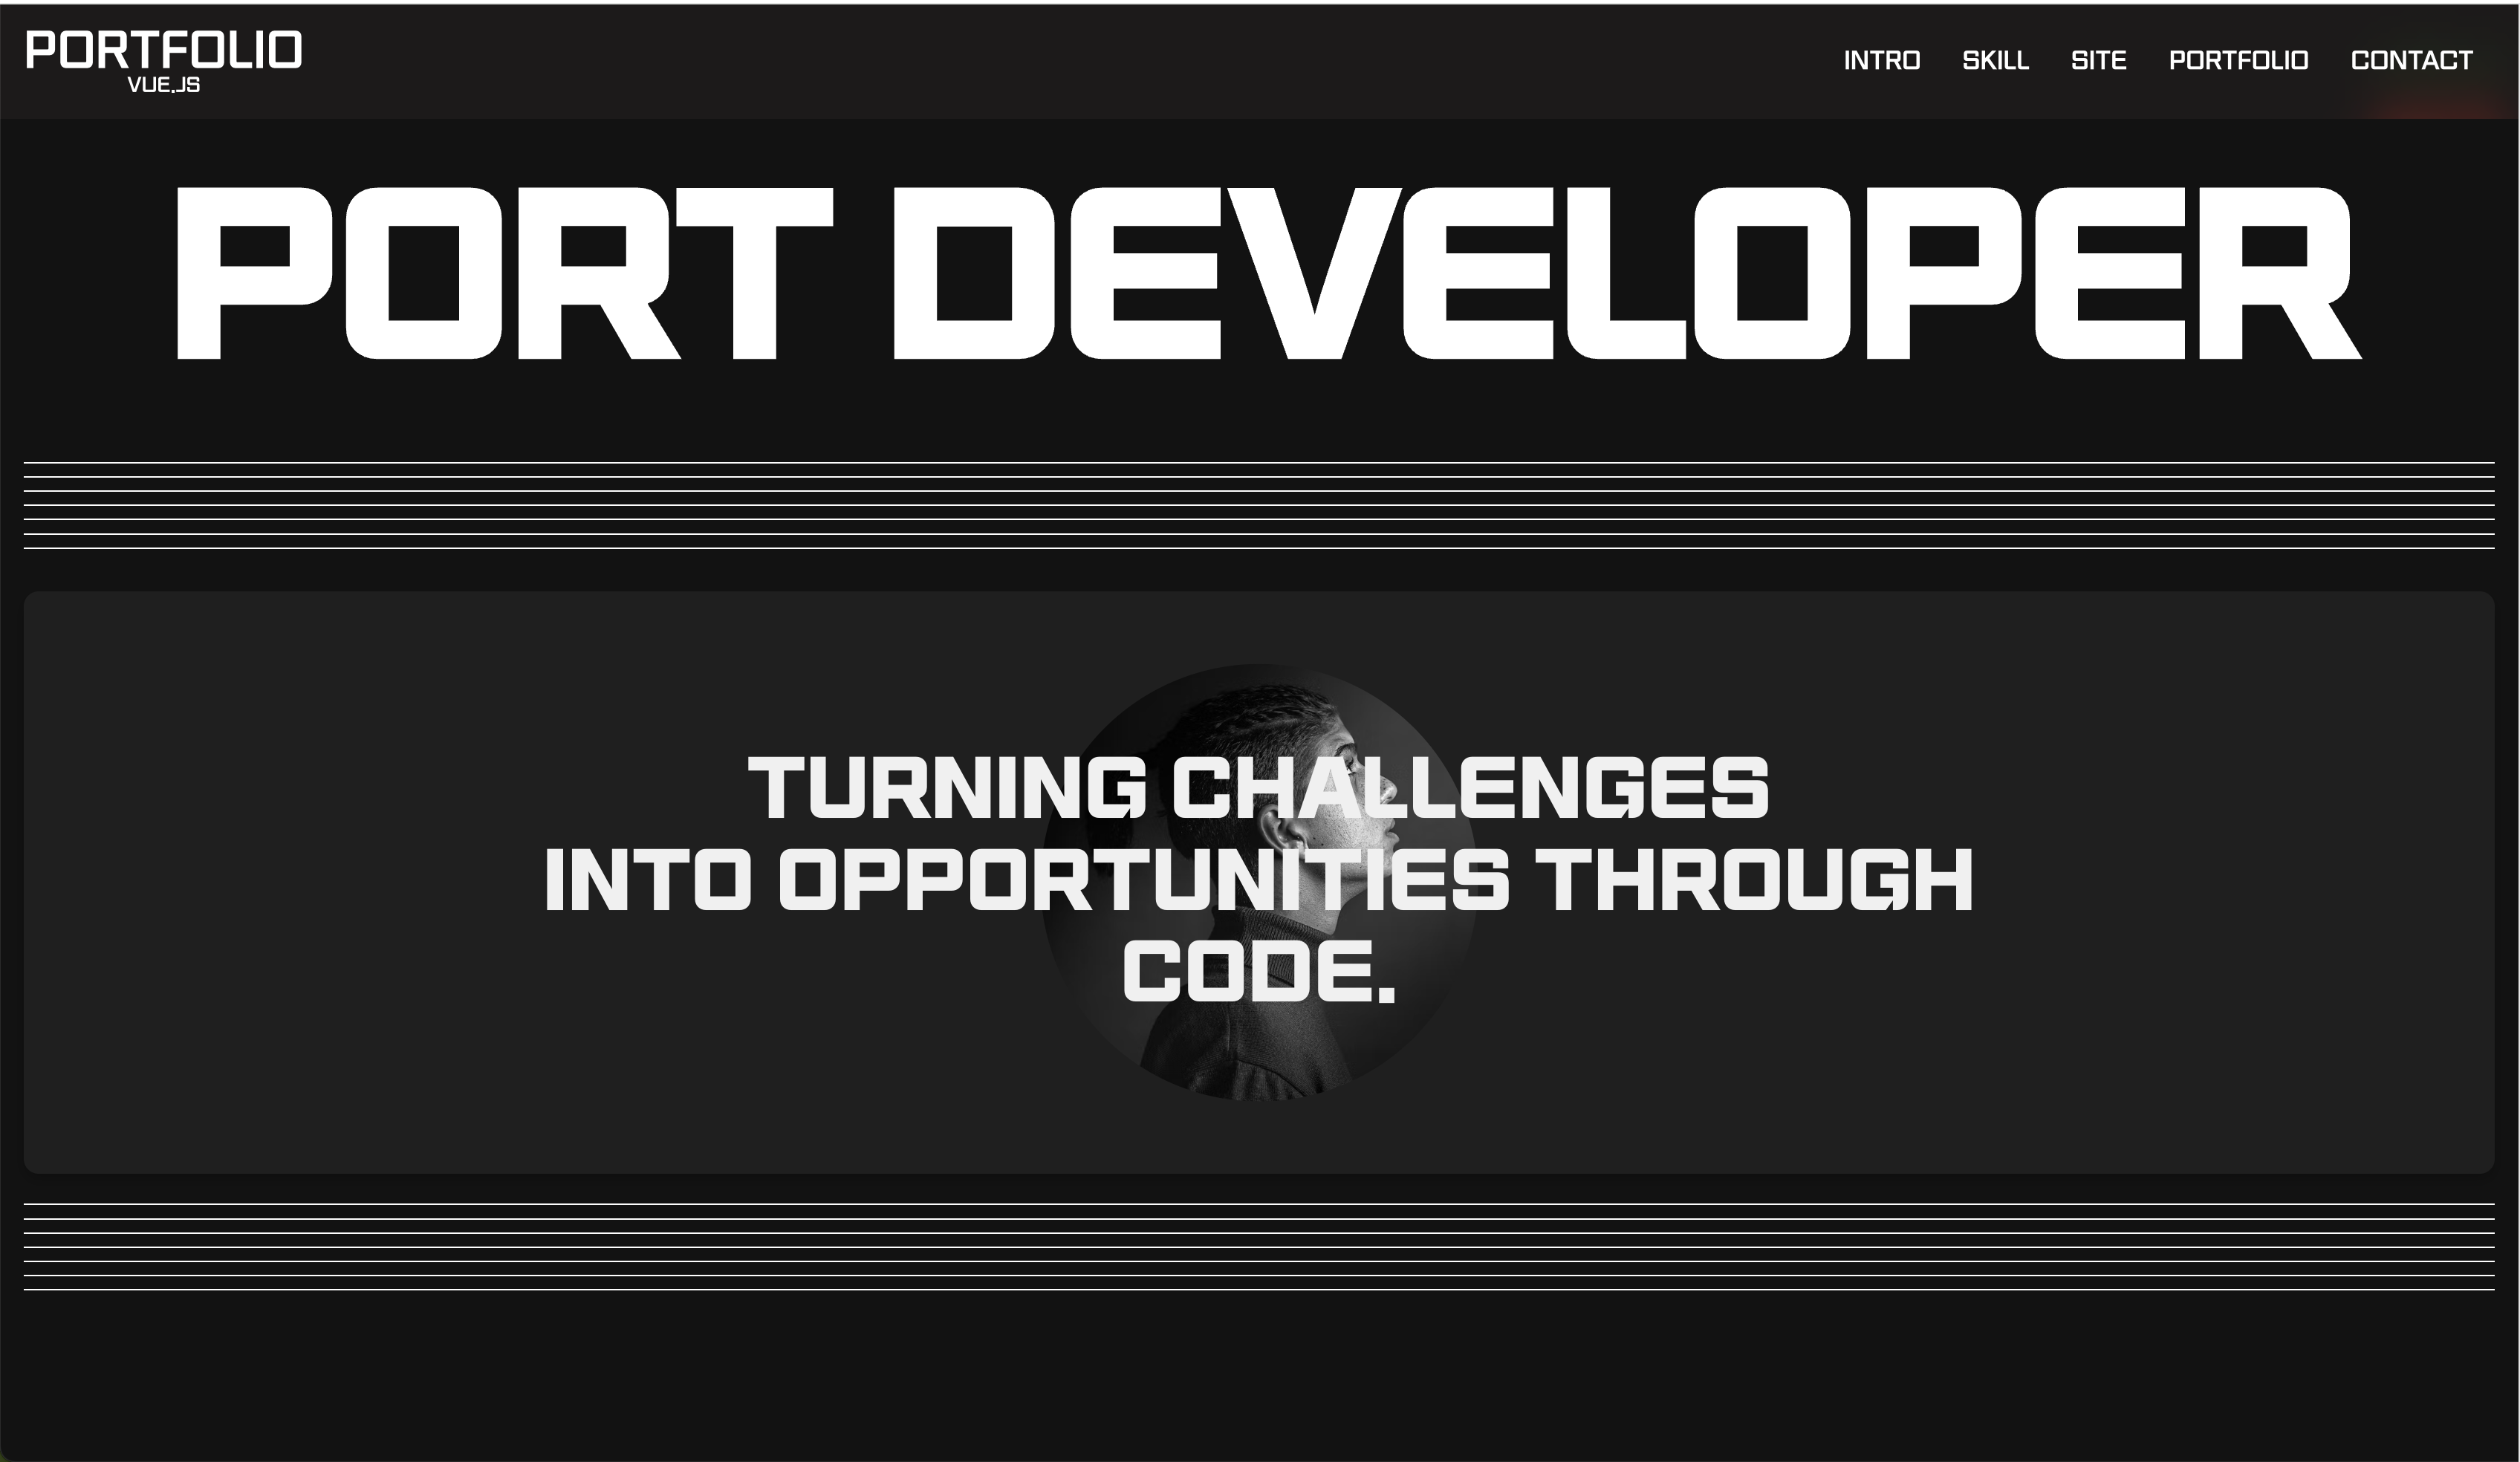 PORTFOLIO
VUE.JS
INTRO SKILL SITE PORTFOLIO CONTACT
PORT DEVELOPER
TURNING CHALLENGES
INTO OPPORTUNITIES THROUGH
CODE.